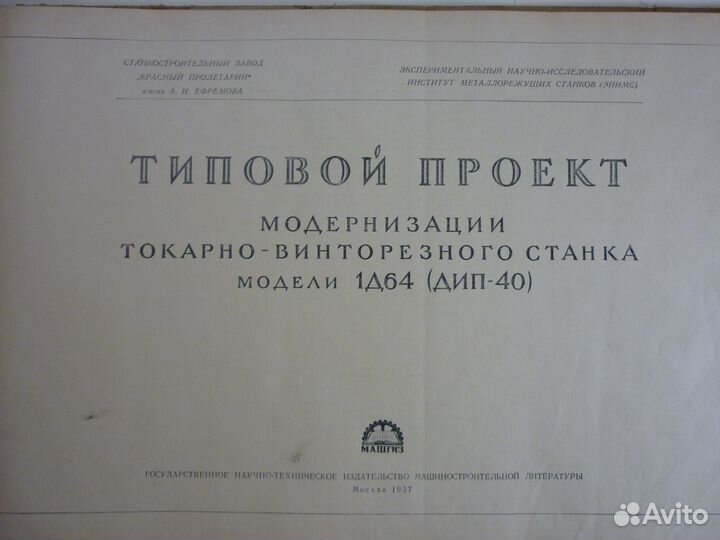 СТАНКОСТРОИТЕЛЬНЫЙ ЗАВОД
„КРАСНЫЙ ПРОЛЕТАРИЙ"
имени А. И. ЕФРЕМОВА
ЭКСПЕРИМЕНТАЛЬНЫЙ НАУЧНО-ИССЛЕДОВАТЕЛЬСКИЙ
ИНСТИТУТ МЕТАЛЛОРЕЖУЩИХ СТАНКОВ (ЭНИМС)
ТИПОВОЙ ПРОЕКТ
МОДЕРНИЗАЦИИ
ТОКАРНО-ВИНТОРЕЗНОГО СТАНКА
МОДЕЛИ 1Д64 (ДИП-40)
МАШГИЗ
ГОСУДАРСТВЕННОЕ НАУЧНО-ТЕХНИЧЕСКОЕ ИЗДАТЕЛЬСТВО МАШИНОСТРОИТЕЛЬНОЙ ЛИТЕРАТУРЫ
Москва 1957
Avito